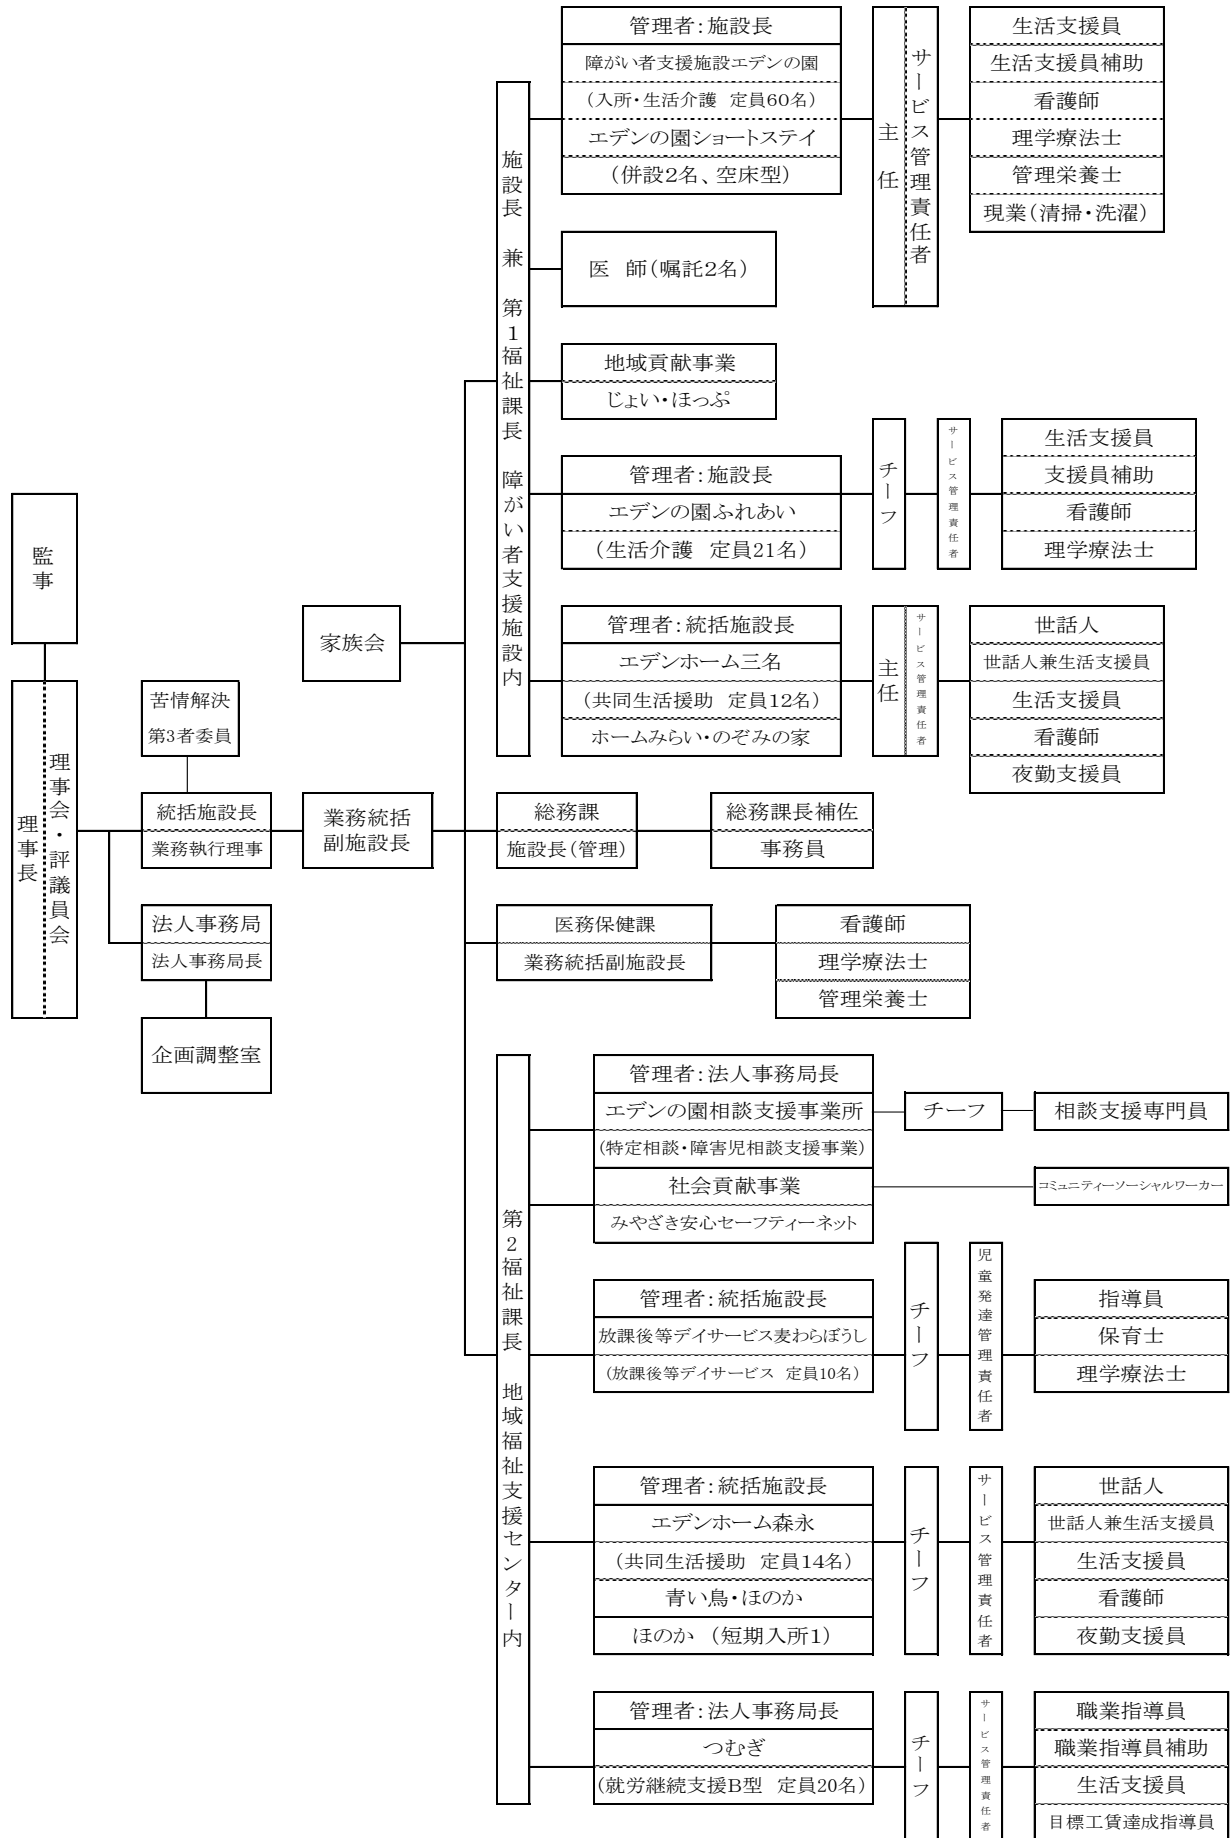 監事
理事長
理事会・評議員会
苦情解決
第3者委員
統括施設長
業務執行理事
法人事務局
法人事務局長
企画調整室
家族会
業務統括
副施設長
施設長　兼　第1福祉課長　障がい者支援施設内
管理者：施設長
障がい者支援施設エデンの園
（入所・生活介護　定員60名）
エデンの園ショートステイ
（併設2名、空床型）
主任
サービス管理責任者
生活支援員
生活支援員補助
看護師
理学療法士
管理栄養士
現業（清掃・洗濯）
医　師（嘱託2名）
地域貢献事業
じょい・ほっぷ
管理者：施設長
エデンの園ふれあい
（生活介護　定員21名）
チーフ
サービス管理責任者
生活支援員
支援員補助
看護師
理学療法士
管理者：統括施設長
エデンホーム三名
（共同生活援助　定員12名）
ホームみらい・のぞみの家
主任
サービス管理責任者
世話人
世話人兼生活支援員
生活支援員
看護師
夜勤支援員
総務課
施設長（管理）
総務課長補佐
事務員
医務保健課
業務統括副施設長
看護師
理学療法士
管理栄養士
第2福祉課長　地域福祉支援センター内
管理者：法人事務局長
エデンの園相談支援事業所
（特定相談・障害児相談支援事業）
チーフ
相談支援専門員
社会貢献事業
みやざき安心セーフティーネット
コミュニティーソーシャルワーカー
管理者：統括施設長
放課後等デイサービス麦わらぼうし
（放課後等デイサービス　定員10名）
チーフ
児童発達管理責任者
指導員
保育士
理学療法士
管理者：統括施設長
エデンホーム森永
（共同生活援助　定員14名）
青い鳥・ほのか
ほのか　（短期入所1）
チーフ
サービス管理責任者
世話人
世話人兼生活支援員
生活支援員
看護師
夜勤支援員
管理者：法人事務局長
つむぎ
（就労継続支援B型　定員20名）
チーフ
サービス管理責任者
職業指導員
職業指導員補助
生活支援員
目標工賃達成指導員